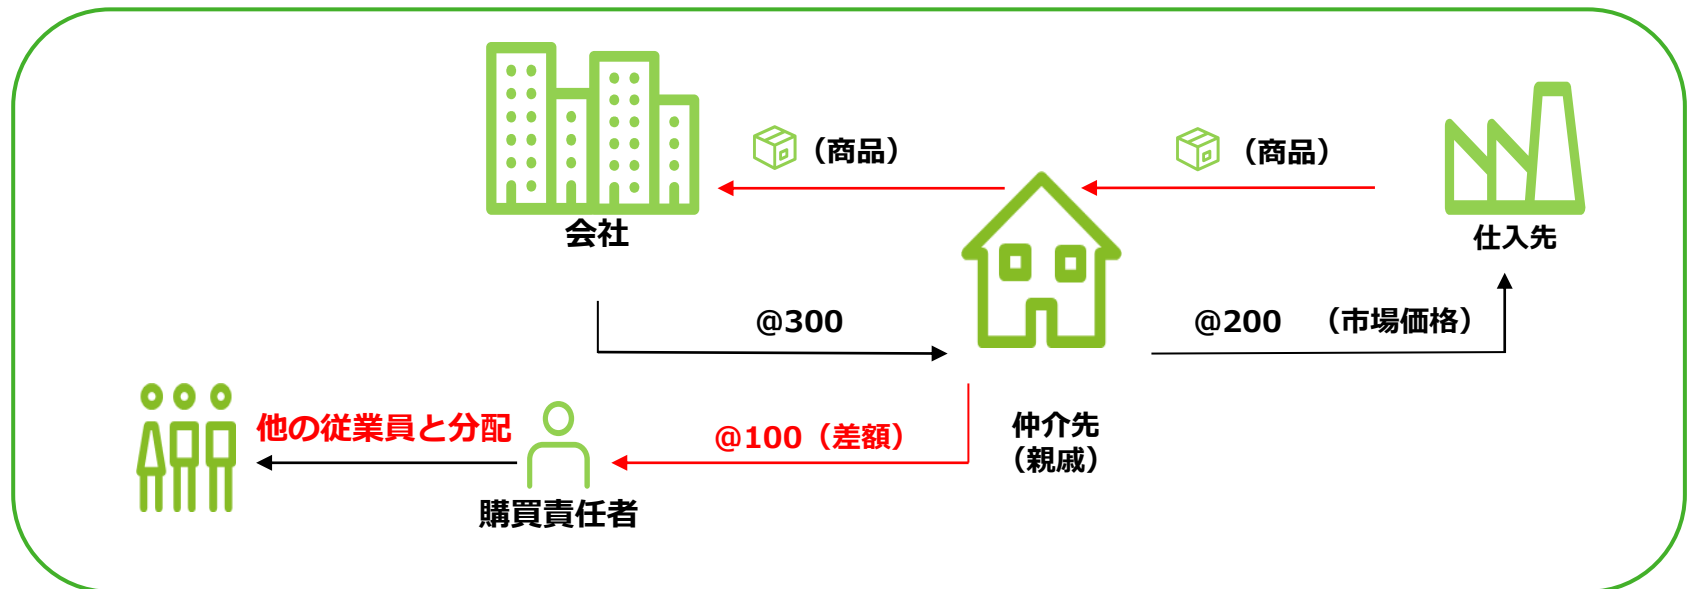 （商品）
（商品）
会社
仕入先
@300
@200　（市場価格）
他の従業員と分配
@100（差額）
仲介先
（親戚）
購買責任者